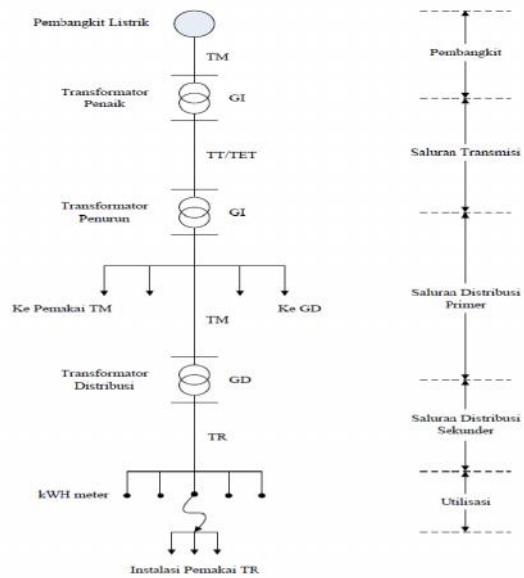 Pembangkit Listrik
TM
Pembangkit
Transformator
Penaik
GI
TT/TET
Saluran Transmisi
Transformator
Penurun
GI
Ke Pemakai TM
Ke GD
Saluran Distribusi
Primer
TM
Transformator
Distribusi
GD
Saluran Distribusi
Sekunder
TR
kWH meter
Utilisasi
Instalasi Pemakai TR